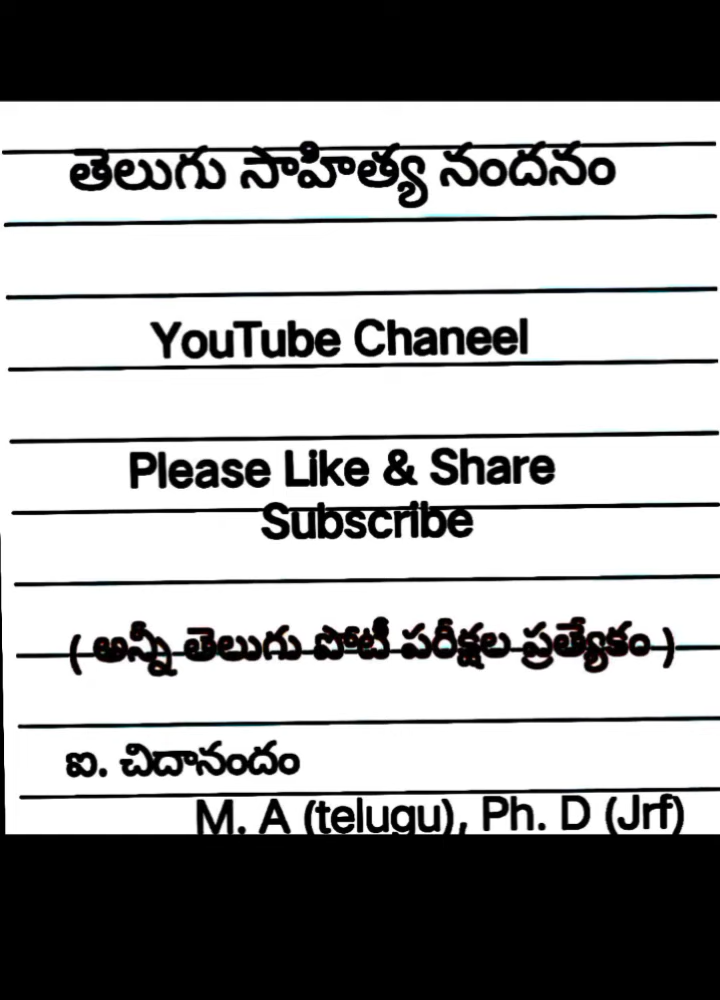 తెలుగు సాహిత్య నందనం
YouTube Chaneel
Please Like & Share
Subscribe
( అన్నీ తెలుగు పోటీ పరీక్షల ప్రత్యేకం )
ఐ. చిదానందం
M. A (telugu), Ph. D (Jrf)